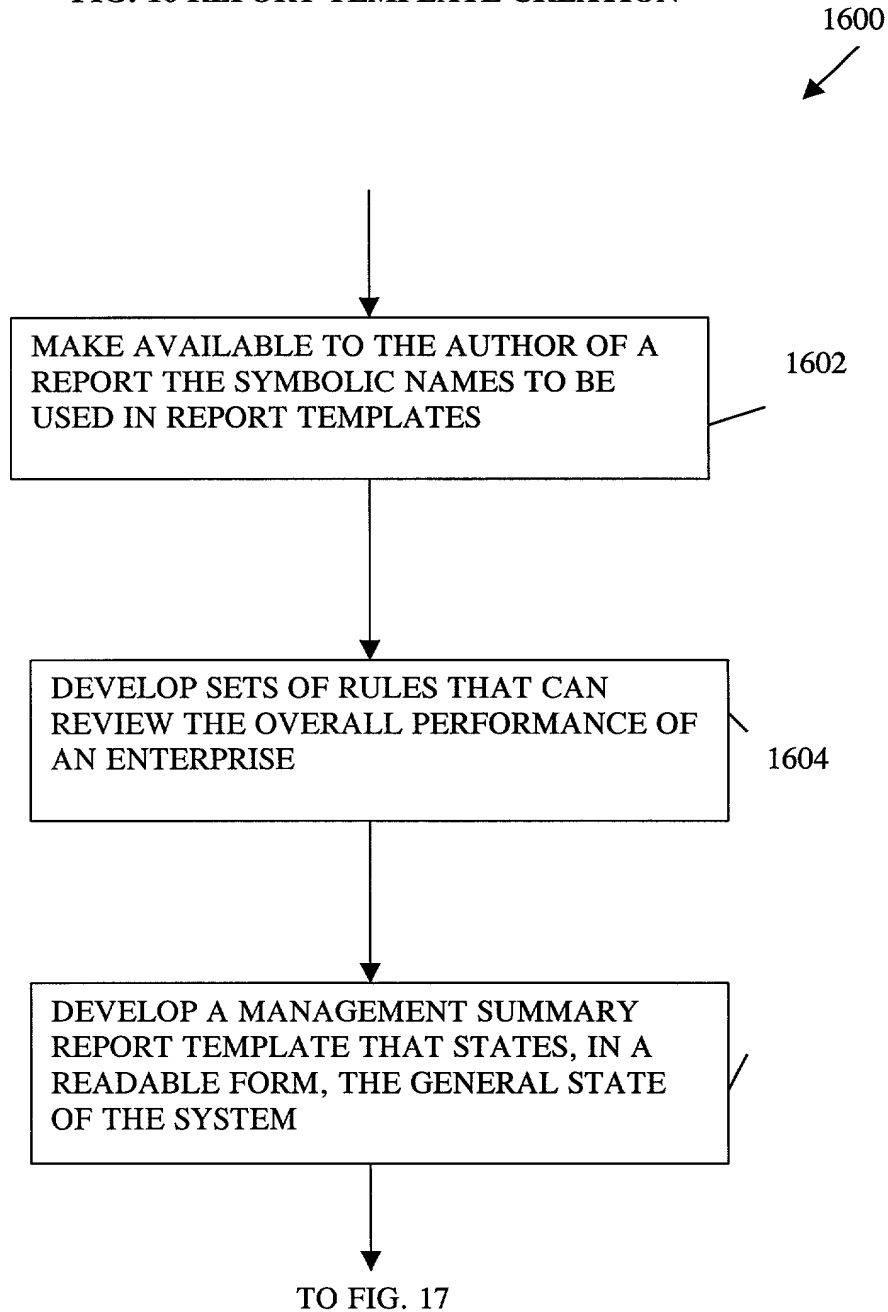 FIG. 16 REPORT TEMPLATE CREATION
1600
MAKE AVAILABLE TO THE AUTHOR OF A
REPORT THE SYMBOLIC NAMES TO BE
USED IN REPORT TEMPLATES
1602
DEVELOP SETS OF RULES THAT CAN
REVIEW THE OVERALL PERFORMANCE OF
AN ENTERPRISE
1604
DEVELOP A MANAGEMENT SUMMARY
REPORT TEMPLATE THAT STATES, IN A
READABLE FORM, THE GENERAL STATE
OF THE SYSTEM
TO FIG. 17